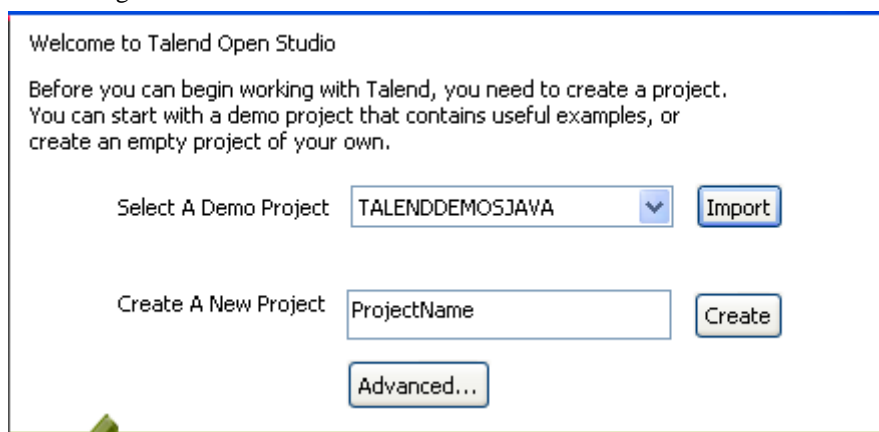 Welcome to Talend Open Studio
Before you can begin working with Talend, you need to create a project.
You can start with a demo project that contains useful examples, or
create an empty project of your own.
Select A Demo Project TALENDDEMOSJAVA Import
Create A New Project ProjectName Create
Advanced...